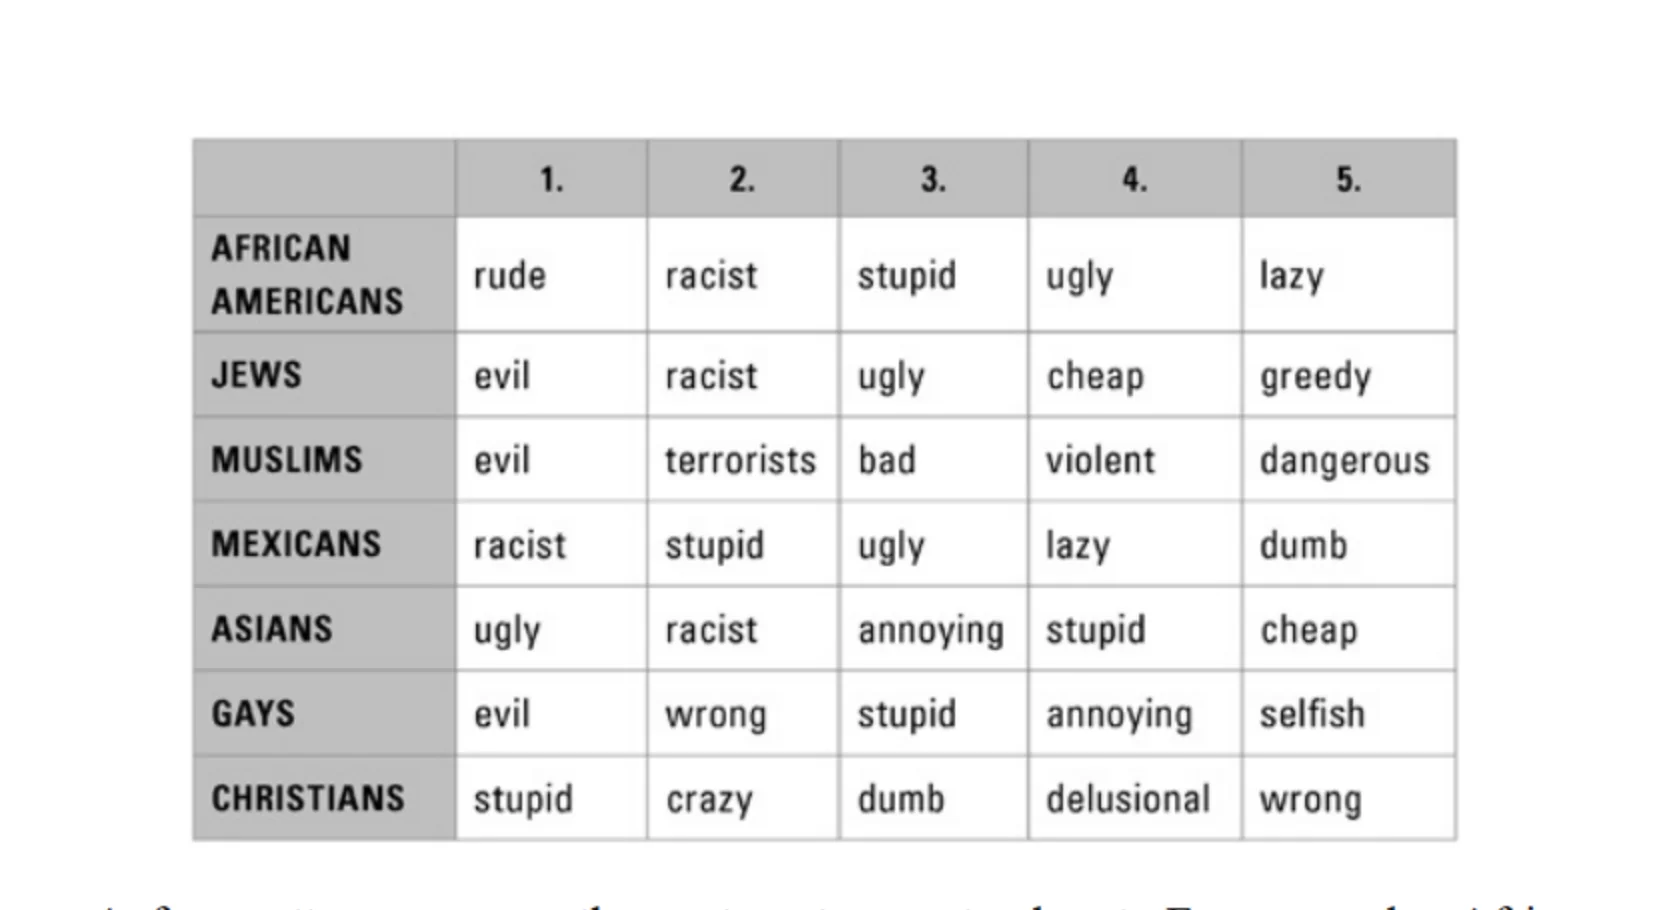 1. 2. 3. 4. 5.
AFRICAN
AMERICANS
rude racist stupid ugly lazy
JEWS evil racist ugly cheap greedy
MUSLIMS evil terrorists bad violent dangerous
MEXICANS racist stupid ugly lazy dumb
ASIANS ugly racist annoying stupid cheap
GAYS evil wrong stupid annoying selfish
CHRISTIANS stupid crazy dumb delusional wrong